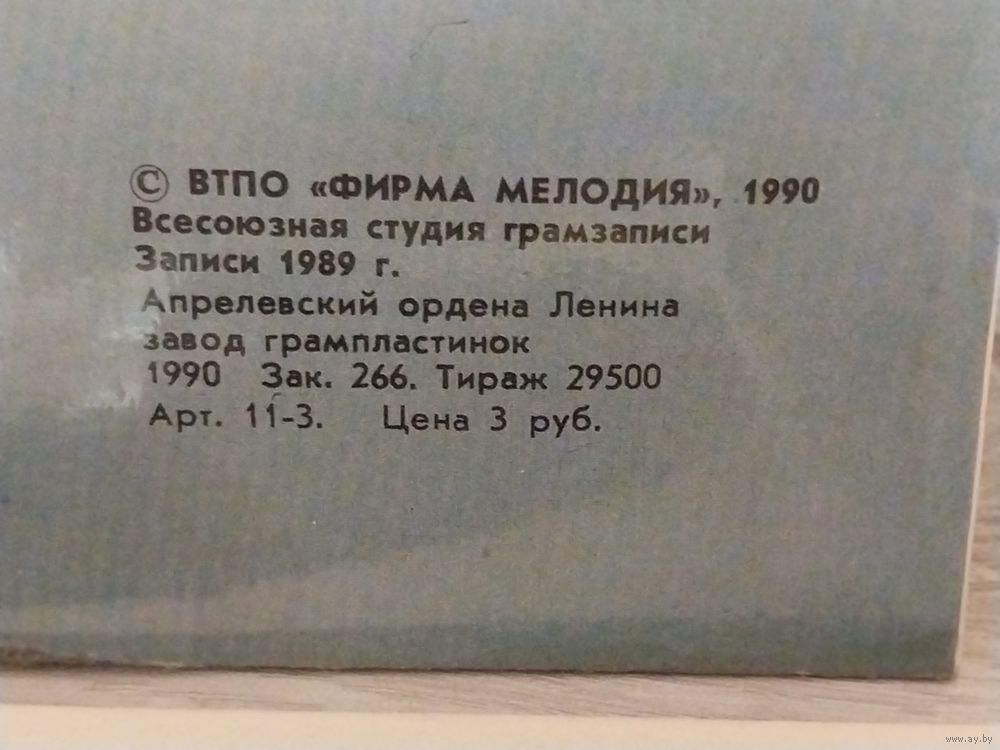 © ВТПО «ФИРМА МЕЛОДИЯ», 1990
Всесоюзная студия грамзаписи
Записи 1989 г.
Апрелевский ордена Ленина
завод грампластинок
1990 Зак. 266. Тираж 29500
Арт. 11-3. Цена 3 руб.
www.ay.by